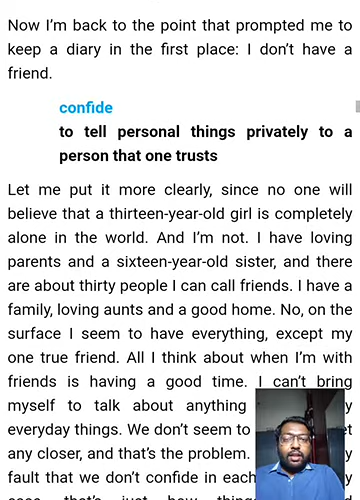 Now I'm back to the point that prompted me to
keep a diary in the first place: I don't have a
friend.
confide
to tell personal things privately to a
person that one trusts
Let me put it more clearly, since no one will
believe that a thirteen-year-old girl is completely
alone in the world. And I'm not. I have loving
parents and a sixteen-year-old sister, and there
are about thirty people I can call friends. I have a
family, loving aunts and a good home. No, on the
surface I seem to have everything, except my
one true friend. All I think about when I'm with
friends is having a good time. I can't bring
myself to talk about anything
everyday things. We don't seem to
any closer, and that's the problem.
fault that we don't confide in each